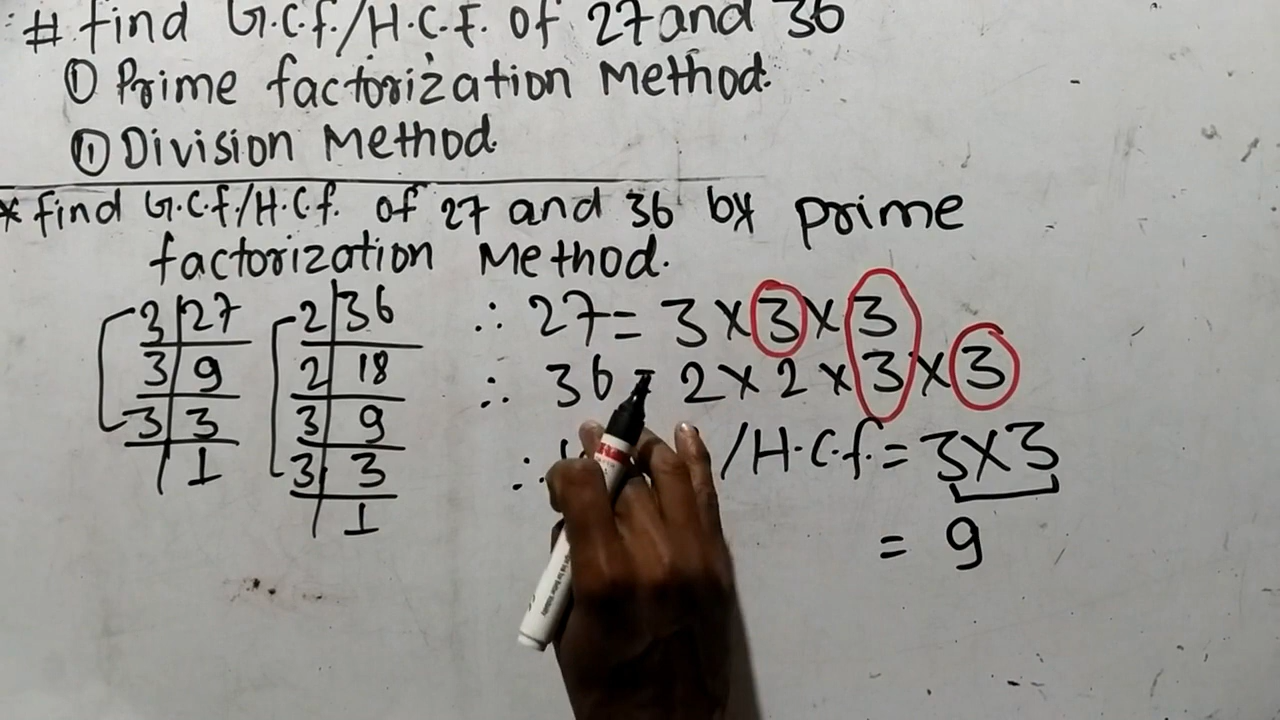 # find G.C.f./H.C.F. of 27 and 36
① Prime factorization Method.
① Division Method.
* find G.C.f./H.C.f. of 27 and 36 by prime
factorization Method.
3 | 27
3 | 9
3 | 3
| 1
2 | 36
2 | 18
3 | 9
3 | 3
| 1
∴ 27 = 3 × 3 × 3
∴ 36 = 2 × 2 × 3 × 3
∴ /H.C.f. = 3×3
= 9